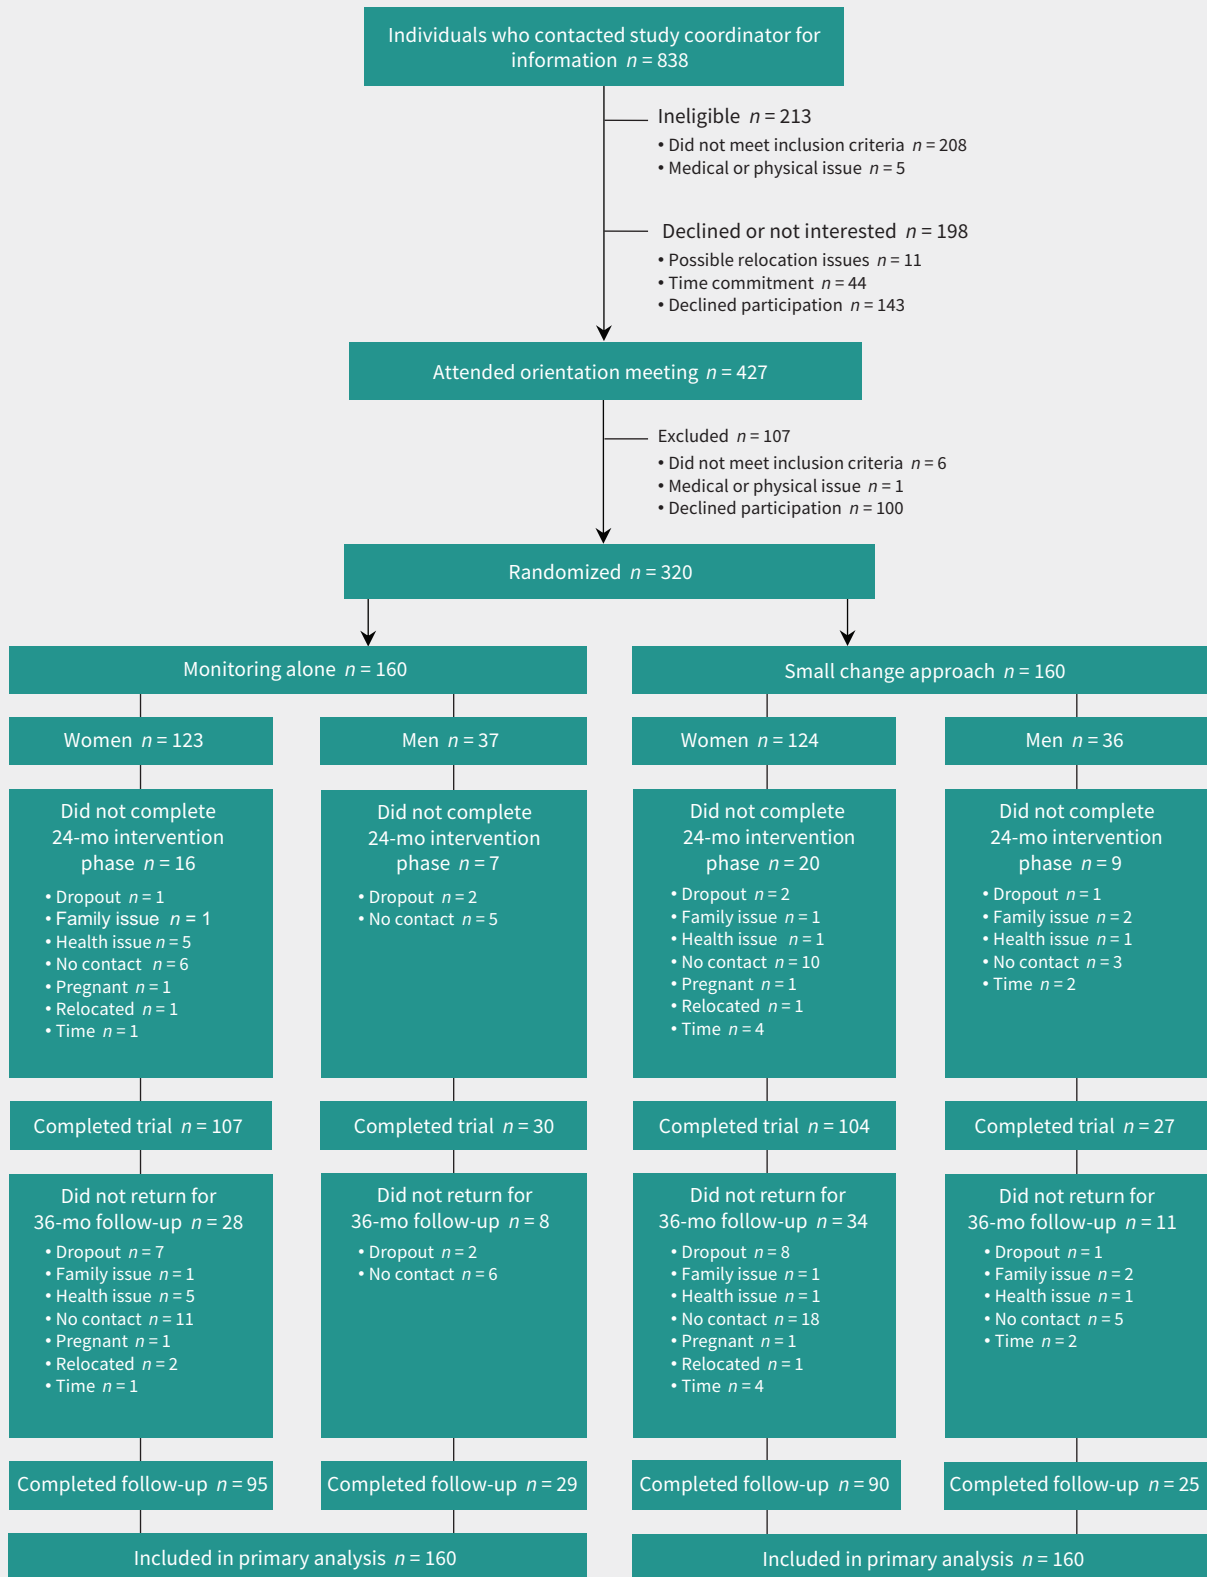 Individuals who contacted study coordinator for
information n = 838
Ineligible n = 213
• Did not meet inclusion criteria n = 208
• Medical or physical issue n = 5
Declined or not interested n = 198
• Possible relocation issues n = 11
• Time commitment n = 44
• Declined participation n = 143
Attended orientation meeting n = 427
Excluded n = 107
• Did not meet inclusion criteria n = 6
• Medical or physical issue n = 1
• Declined participation n = 100
Randomized n = 320
Monitoring alone n = 160
Small change approach n = 160
Women n = 123
Men n = 37
Women n = 124
Men n = 36
Did not complete
24-mo intervention
phase n = 16
• Dropout n = 1
• Family issue n = 1
• Health issue n = 5
• No contact n = 6
• Pregnant n = 1
• Relocated n = 1
• Time n = 1
Did not complete
24-mo intervention
phase n = 7
• Dropout n = 2
• No contact n = 5
Did not complete
24-mo intervention
phase n = 20
• Dropout n = 2
• Family issue n = 1
• Health issue n = 1
• No contact n = 10
• Pregnant n = 1
• Relocated n = 1
• Time n = 4
Did not complete
24-mo intervention
phase n = 9
• Dropout n = 1
• Family issue n = 2
• Health issue n = 1
• No contact n = 3
• Time n = 2
Completed trial n = 107
Completed trial n = 30
Completed trial n = 104
Completed trial n = 27
Did not return for
36-mo follow-up n = 28
• Dropout n = 7
• Family issue n = 1
• Health issue n = 5
• No contact n = 11
• Pregnant n = 1
• Relocated n = 2
• Time n = 1
Did not return for
36-mo follow-up n = 8
• Dropout n = 2
• No contact n = 6
Did not return for
36-mo follow-up n = 34
• Dropout n = 8
• Family issue n = 1
• Health issue n = 1
• No contact n = 18
• Pregnant n = 1
• Relocated n = 1
• Time n = 4
Did not return for
36-mo follow-up n = 11
• Dropout n = 1
• Family issue n = 2
• Health issue n = 1
• No contact n = 5
• Time n = 2
Completed follow-up n = 95
Completed follow-up n = 29
Completed follow-up n = 90
Completed follow-up n = 25
Included in primary analysis n = 160
Included in primary analysis n = 160